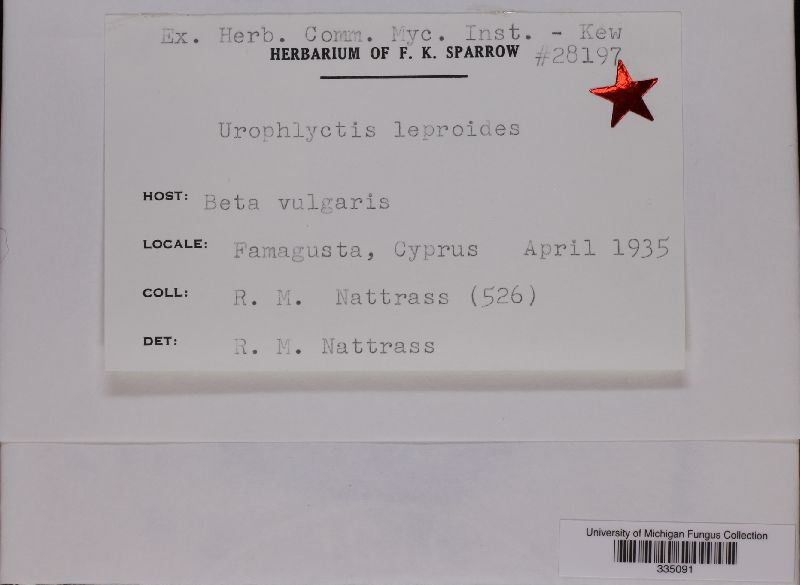 Ex. Herb. Comm. Myc. Inst. - Kew
HERBARIUM OF F. K. SPARROW #28197
Urophlyctis leproides
HOST: Beta vulgaris
LOCALE: Famagusta, Cyprus April 1935
COLL: R. M. Nattrass (526)
DET: R. M. Nattrass
University of Michigan Fungus Collection
335091